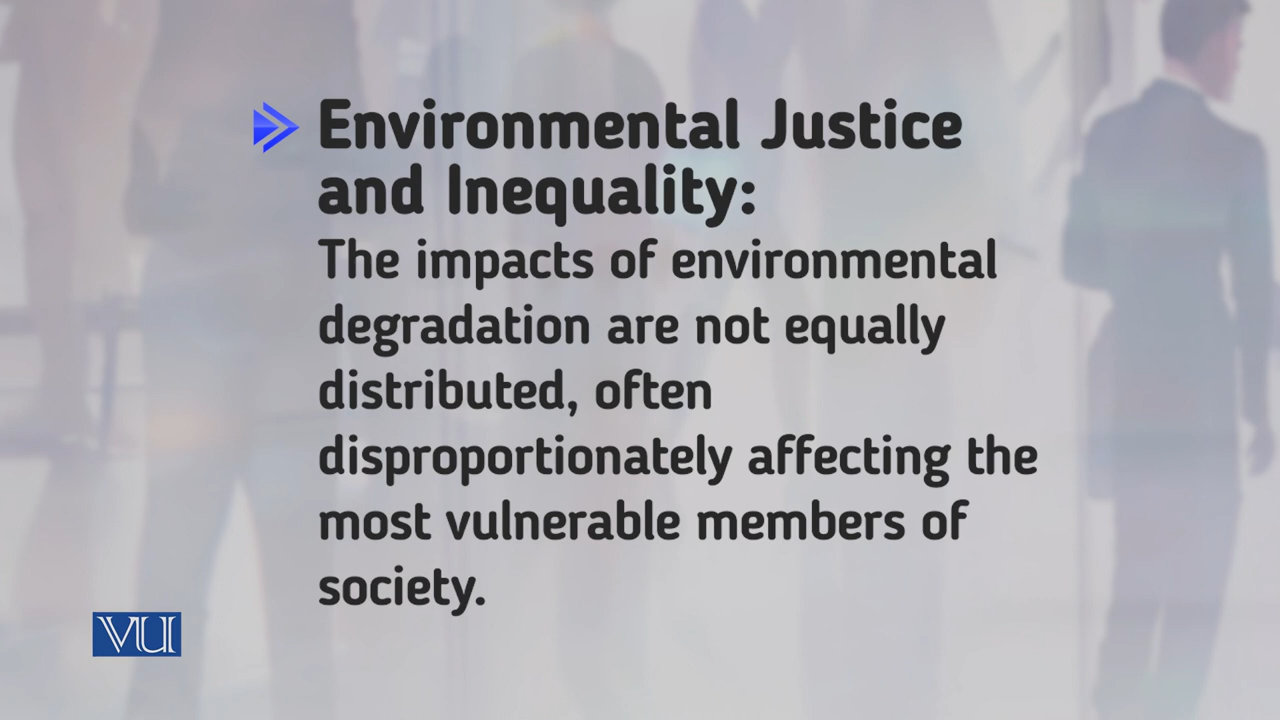 Environmental Justice
and Inequality:
The impacts of environmental
degradation are not equally
distributed, often
disproportionately affecting the
most vulnerable members of
society.
VU